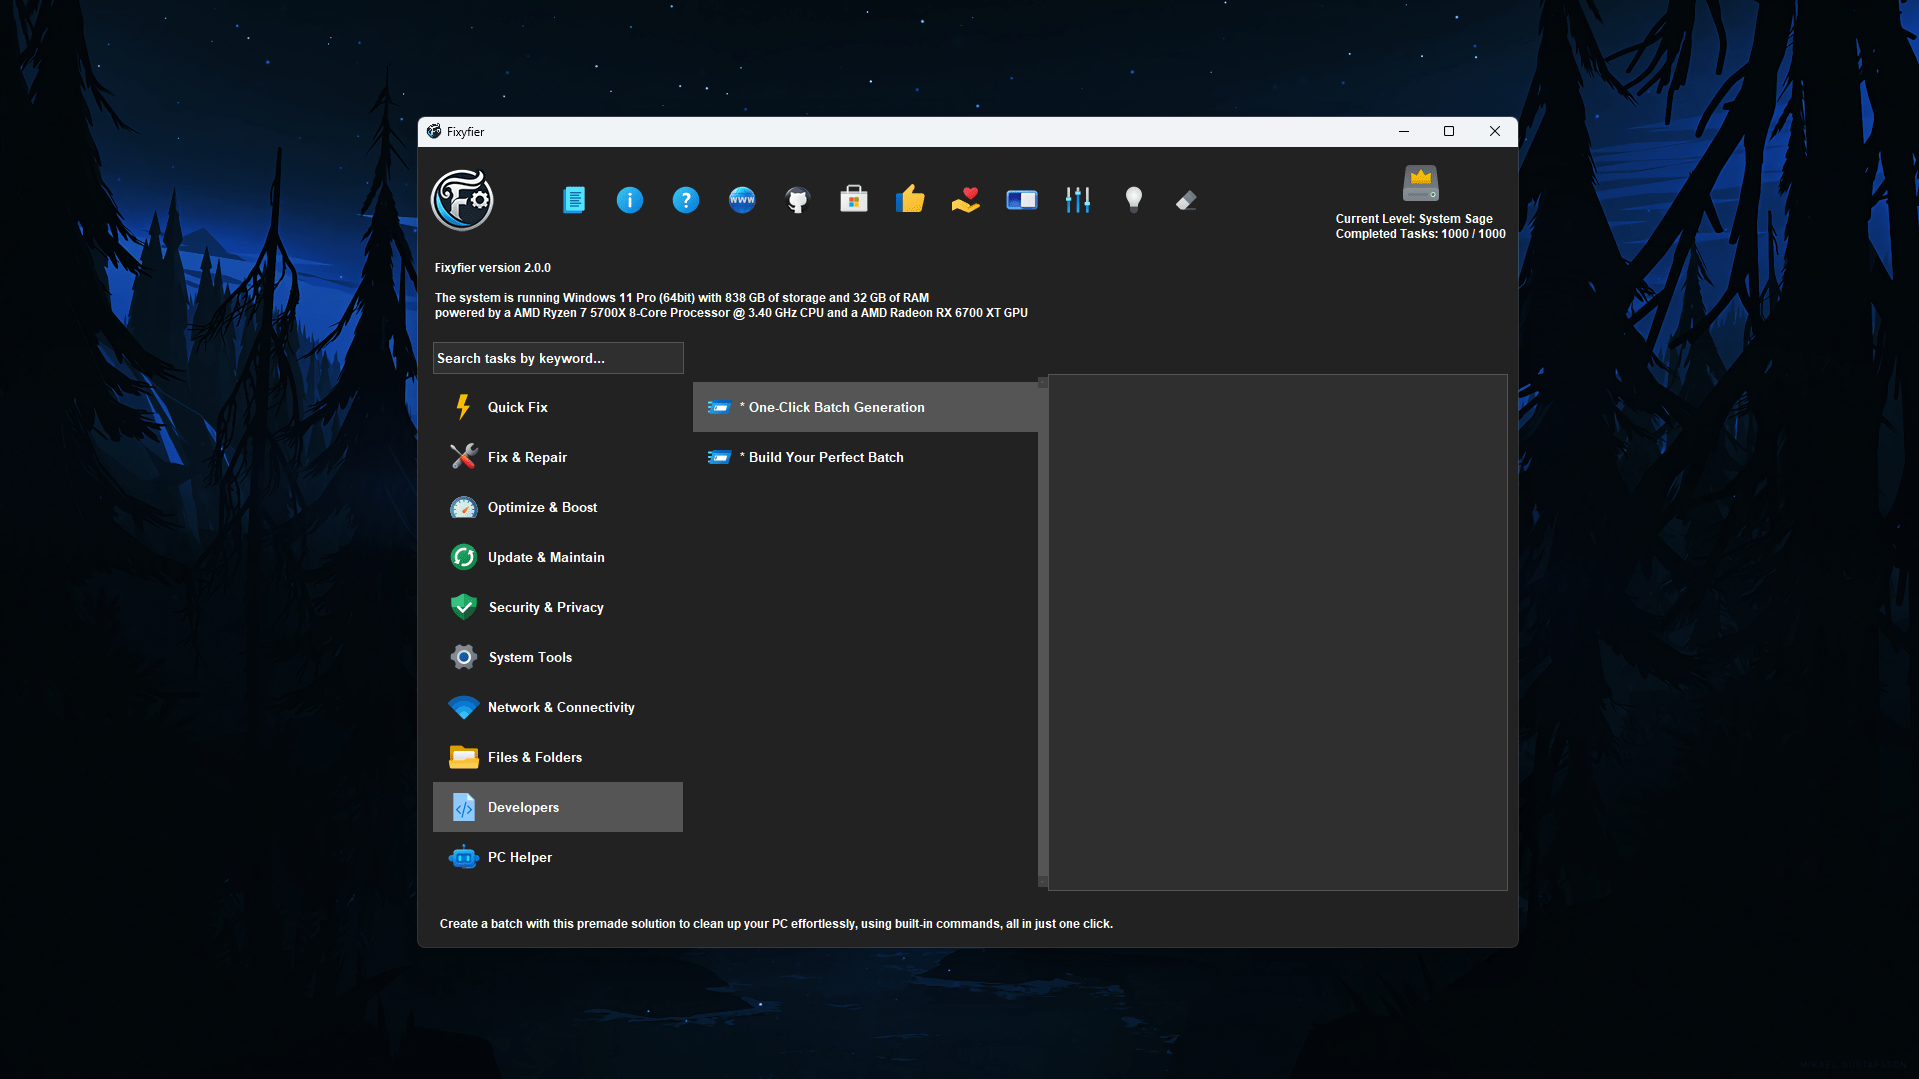 Fixyfier
WWW
Current Level: System Sage
Completed Tasks: 1000 / 1000
Fixyfier version 2.0.0
The system is running Windows 11 Pro (64bit) with 838 GB of storage and 32 GB of RAM
powered by a AMD Ryzen 7 5700X 8-Core Processor @ 3.40 GHz CPU and a AMD Radeon RX 6700 XT GPU
Search tasks by keyword...
Quick Fix
* One-Click Batch Generation
Fix & Repair
* Build Your Perfect Batch
Optimize & Boost
Update & Maintain
Security & Privacy
System Tools
Network & Connectivity
Files & Folders
Developers
PC Helper
Create a batch with this premade solution to clean up your PC effortlessly, using built-in commands, all in just one click.